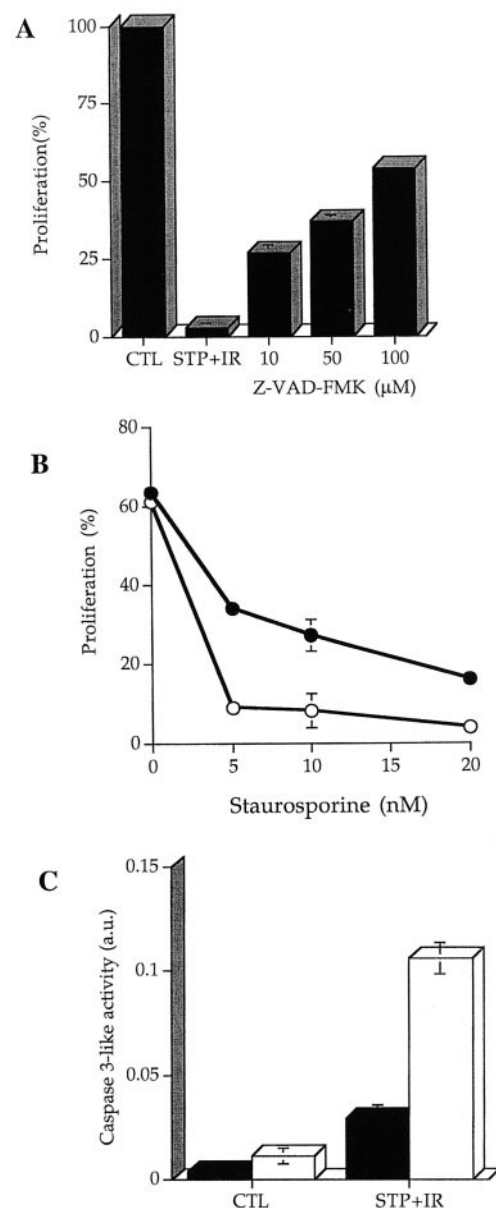 A
Proliferation(%)
100
75
50
25
0
CTL STP+IR 10 50 100
Z-VAD-FMK (μM)
B
Proliferation (%)
80
60
40
20
0
0 5 10 15 20
Staurosporine (nM)
C
Caspase 3-like activity (a.u.)
0.15
0.1
0.05
0
CTL STP+IR